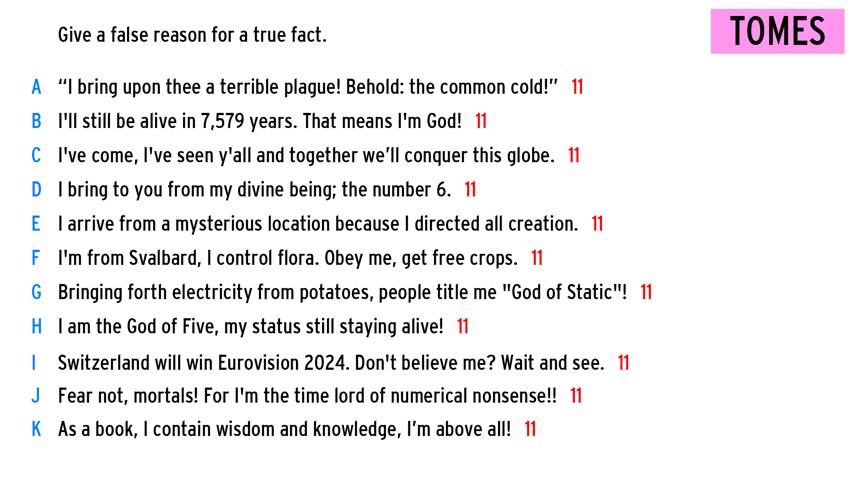 Give a false reason for a true fact.
TOMES
A “I bring upon thee a terrible plague! Behold: the common cold!” 11
B I'll still be alive in 7,579 years. That means I'm God! 11
C I've come, I've seen y'all and together we’ll conquer this globe. 11
D I bring to you from my divine being; the number 6. 11
E I arrive from a mysterious location because I directed all creation. 11
F I'm from Svalbard, I control flora. Obey me, get free crops. 11
G Bringing forth electricity from potatoes, people title me "God of Static"! 11
H I am the God of Five, my status still staying alive! 11
I Switzerland will win Eurovision 2024. Don't believe me? Wait and see. 11
J Fear not, mortals! For I'm the time lord of numerical nonsense!! 11
K As a book, I contain wisdom and knowledge, I’m above all! 11